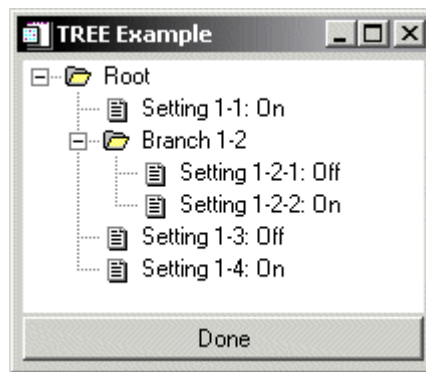 TREE Example
Root
Setting 1-1: On
Branch 1-2
Setting 1-2-1: Off
Setting 1-2-2: On
Setting 1-3: Off
Setting 1-4: On
Done